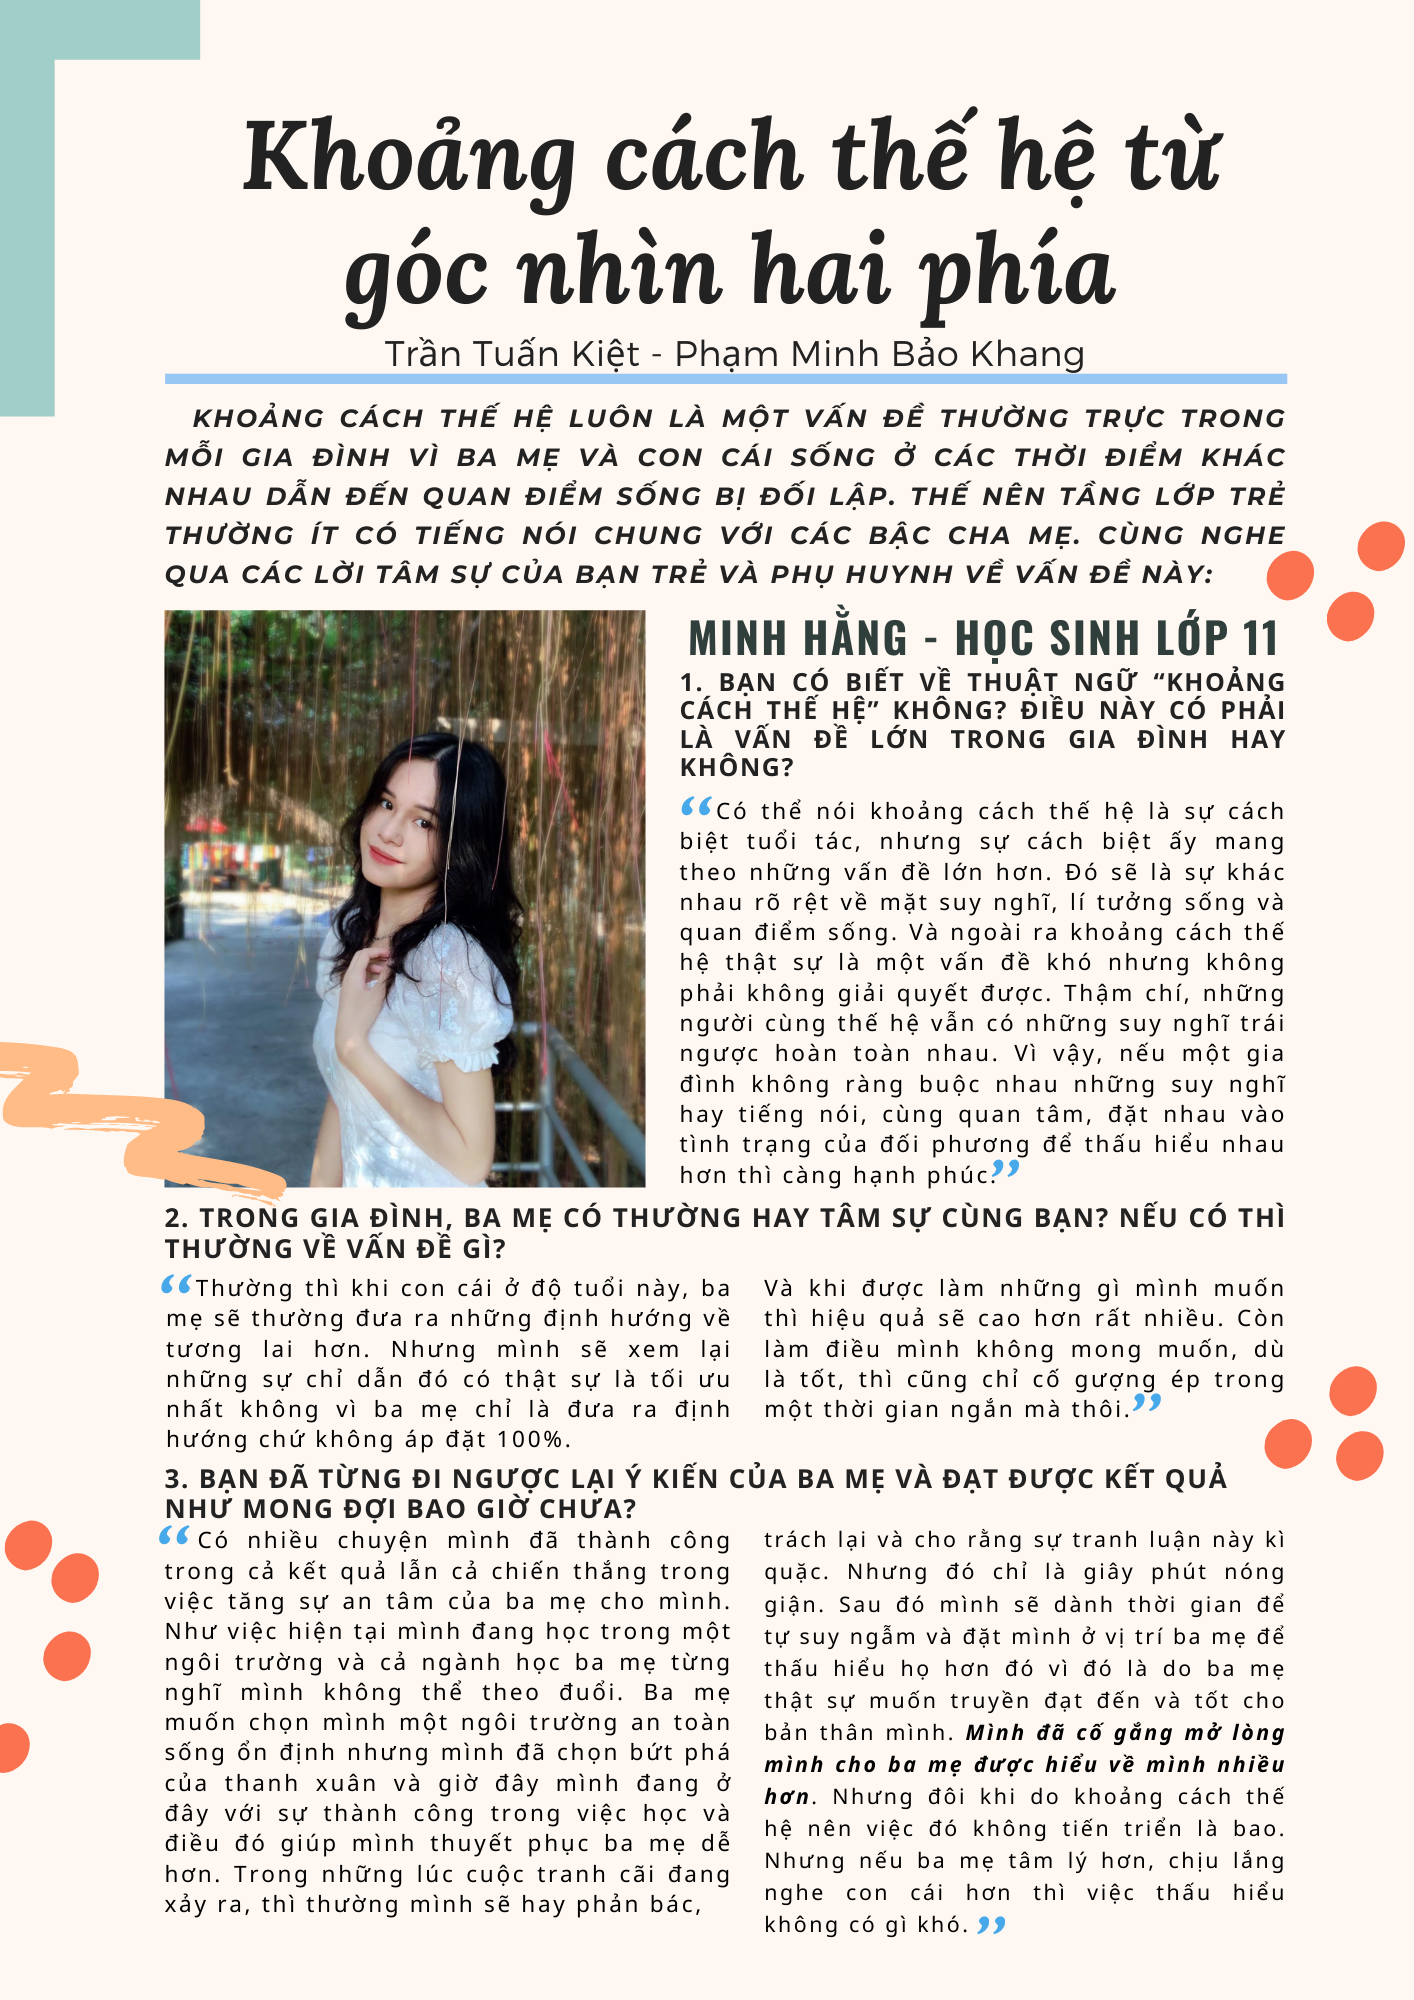 Khoảng cách thế hệ từ
góc nhìn hai phía
Trần Tuấn Kiệt - Phạm Minh Bảo Khang
KHOẢNG CÁCH THẾ HỆ LUÔN LÀ MỘT VẤN ĐỀ THƯỜNG TRỰC TRONG
MỖI GIA ĐÌNH VÌ BA MẸ VÀ CON CÁI SỐNG Ở CÁC THỜI ĐIỂM KHÁC
NHAU DẪN ĐẾN QUAN ĐIỂM SỐNG BỊ ĐỐI LẬP. THẾ NÊN TẦNG LỚP TRẺ
THƯỜNG ÍT CÓ TIẾNG NÓI CHUNG VỚI CÁC BẬC CHA MẸ. CÙNG NGHE
QUA CÁC LỜI TÂM SỰ CỦA BẠN TRẺ VÀ PHỤ HUYNH VỀ VẤN ĐỀ NÀY:
MINH HẰNG - HỌC SINH LỚP 11
1. BẠN CÓ BIẾT VỀ THUẬT NGỮ “KHOẢNG
CÁCH THẾ HỆ” KHÔNG? ĐIỀU NÀY CÓ PHẢI
LÀ VẤN ĐỀ LỚN TRONG GIA ĐÌNH HAY
KHÔNG?
“Có thể nói khoảng cách thế hệ là sự cách
biệt tuổi tác, nhưng sự cách biệt ấy mang
theo những vấn đề lớn hơn. Đó sẽ là sự khác
nhau rõ rệt về mặt suy nghĩ, lí tưởng sống và
quan điểm sống. Và ngoài ra khoảng cách thế
hệ thật sự là một vấn đề khó nhưng không
phải không giải quyết được. Thậm chí, những
người cùng thế hệ vẫn có những suy nghĩ trái
ngược hoàn toàn nhau. Vì vậy, nếu một gia
đình không ràng buộc nhau những suy nghĩ
hay tiếng nói, cùng quan tâm, đặt nhau vào
tình trạng của đối phương để thấu hiểu nhau
hơn thì càng hạnh phúc.”
2. TRONG GIA ĐÌNH, BA MẸ CÓ THƯỜNG HAY TÂM SỰ CÙNG BẠN? NẾU CÓ THÌ
THƯỜNG VỀ VẤN ĐỀ GÌ?
“Thường thì khi con cái ở độ tuổi này, ba
mẹ sẽ thường đưa ra những định hướng về
tương lai hơn. Nhưng mình sẽ xem lại
những sự chỉ dẫn đó có thật sự là tối ưu
nhất không vì ba mẹ chỉ là đưa ra định
hướng chứ không áp đặt 100%.
Và khi được làm những gì mình muốn
thì hiệu quả sẽ cao hơn rất nhiều. Còn
làm điều mình không mong muốn, dù
là tốt, thì cũng chỉ cố gượng ép trong
một thời gian ngắn mà thôi.”
3. BẠN ĐÃ TỪNG ĐI NGƯỢC LẠI Ý KIẾN CỦA BA MẸ VÀ ĐẠT ĐƯỢC KẾT QUẢ
NHƯ MONG ĐỢI BAO GIỜ CHƯA?
“ Có nhiều chuyện mình đã thành công
trong cả kết quả lẫn cả chiến thắng trong
việc tăng sự an tâm của ba mẹ cho mình.
Như việc hiện tại mình đang học trong một
ngôi trường và cả ngành học ba mẹ từng
nghĩ mình không thể theo đuổi. Ba mẹ
muốn chọn mình một ngôi trường an toàn
sống ổn định nhưng mình đã chọn bứt phá
của thanh xuân và giờ đây mình đang ở
đây với sự thành công trong việc học và
điều đó giúp mình thuyết phục ba mẹ dễ
hơn. Trong những lúc cuộc tranh cãi đang
xảy ra, thì thường mình sẽ hay phản bác,
trách lại và cho rằng sự tranh luận này kì
quặc. Nhưng đó chỉ là giây phút nóng
giận. Sau đó mình sẽ dành thời gian để
tự suy ngẫm và đặt mình ở vị trí ba mẹ để
thấu hiểu họ hơn đó vì đó là do ba mẹ
thật sự muốn truyền đạt đến và tốt cho
bản thân mình. Mình đã cố gắng mở lòng
mình cho ba mẹ được hiểu về mình nhiều
hơn. Nhưng đôi khi do khoảng cách thế
hệ nên việc đó không tiến triển là bao.
Nhưng nếu ba mẹ tâm lý hơn, chịu lắng
nghe con cái hơn thì việc thấu hiểu
không có gì khó. ”